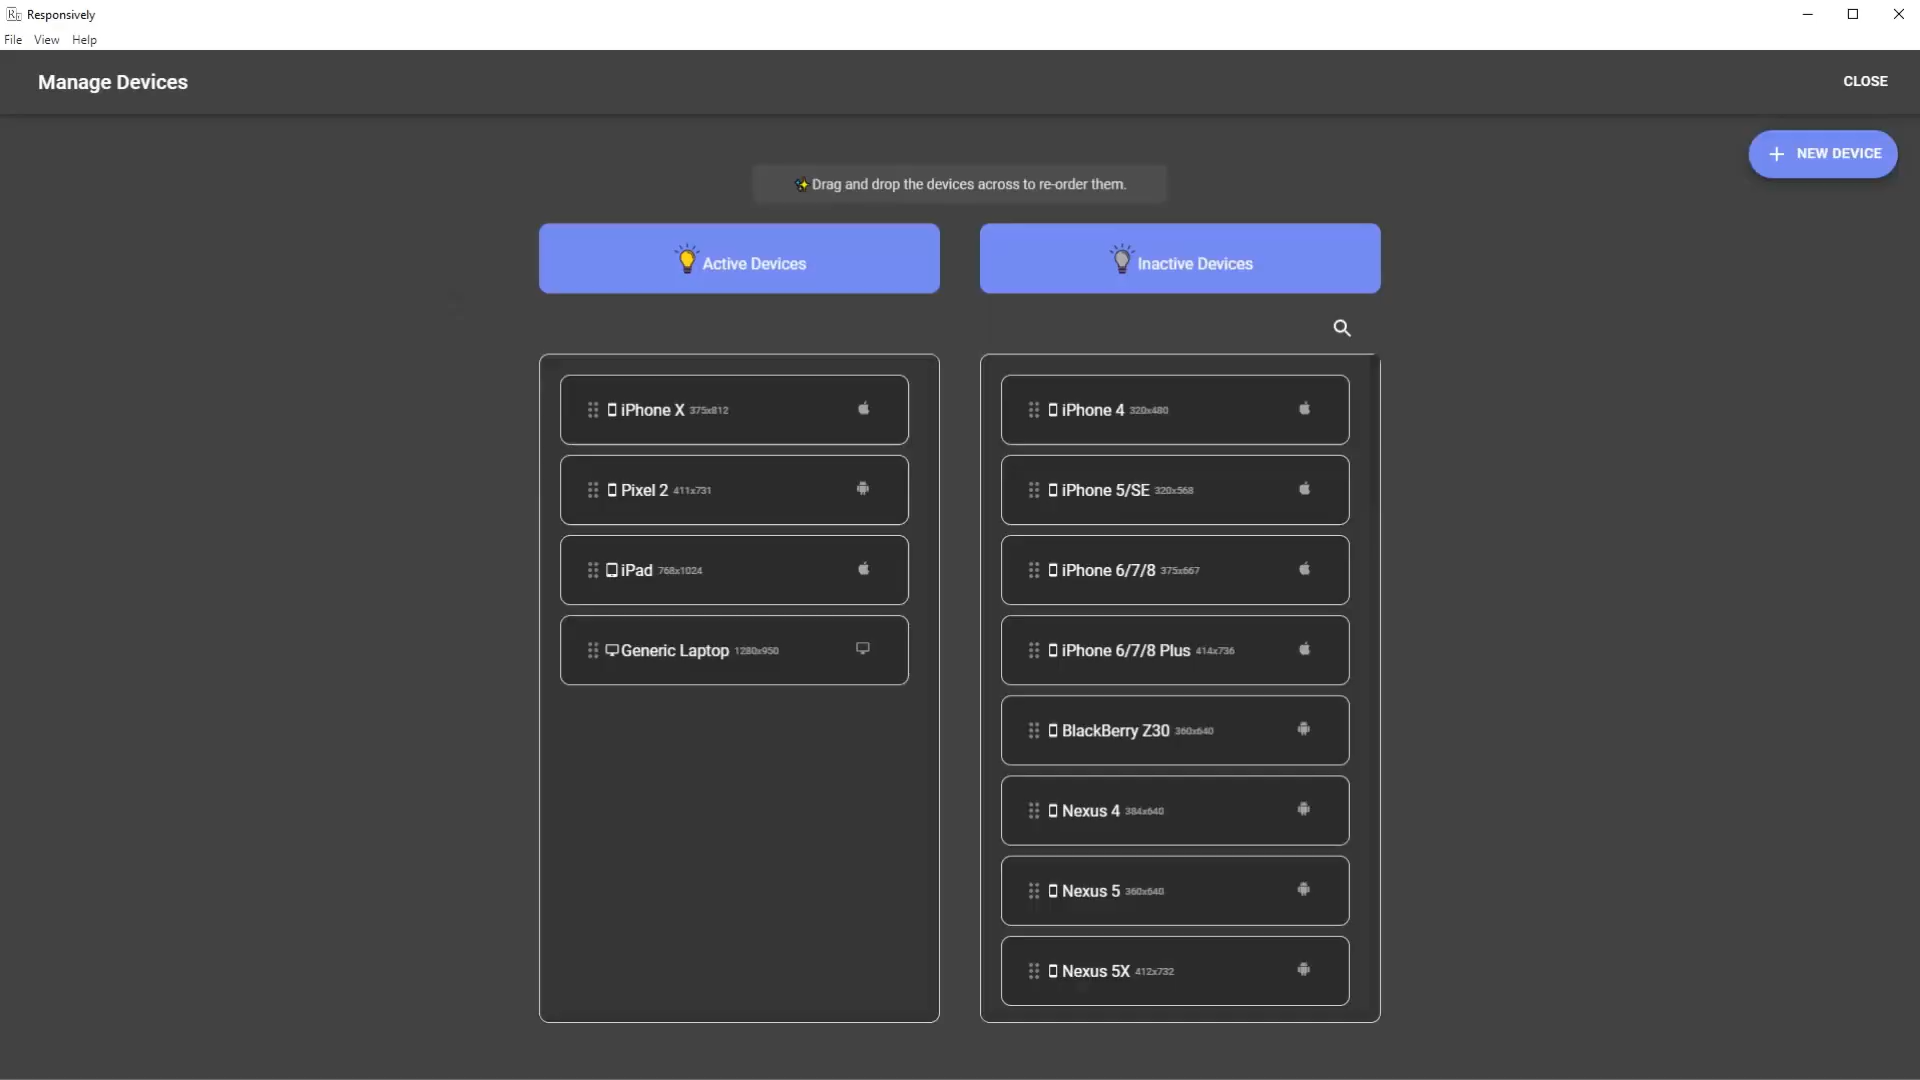 Responsively
File View Help
Manage Devices
CLOSE
NEW DEVICE
✨Drag and drop the devices across to re-order them.
Active Devices
Inactive Devices
iPhone X 375x812
Pixel 2 411x731
iPad 768x1024
Generic Laptop 1280x950
iPhone 4 320x480
iPhone 5/SE 320x568
iPhone 6/7/8 375x667
iPhone 6/7/8 Plus 414x736
BlackBerry Z30 360x640
Nexus 4 384x640
Nexus 5 360x640
Nexus 5X 412x732